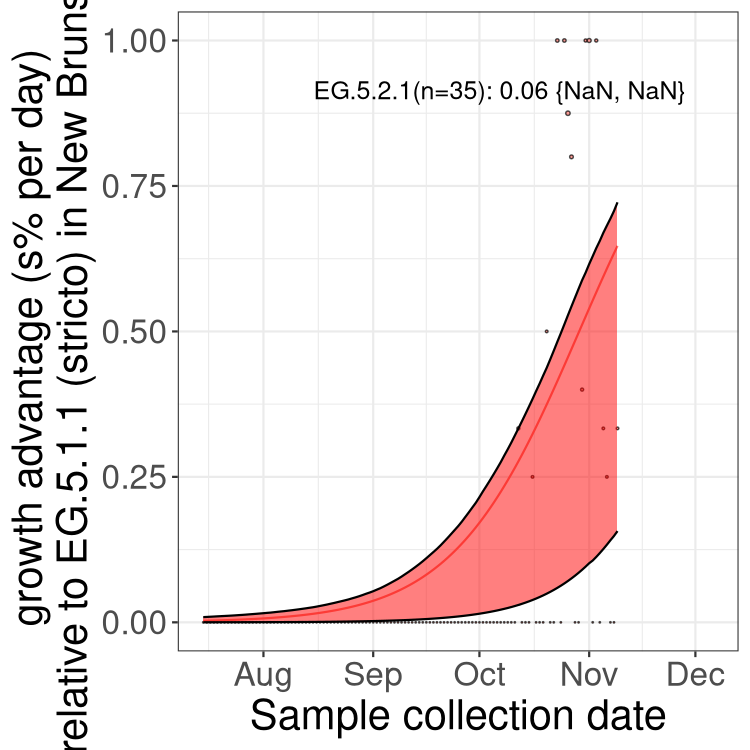 growth advantage (s% per day)
relative to EG.5.1.1 (stricto) in New
1.00
0.75
0.50
0.25
0.00
EG.5.2.1(n=35): 0.06 {NaN, NaN}
Aug Sep Oct Nov Dec
Sample collection date